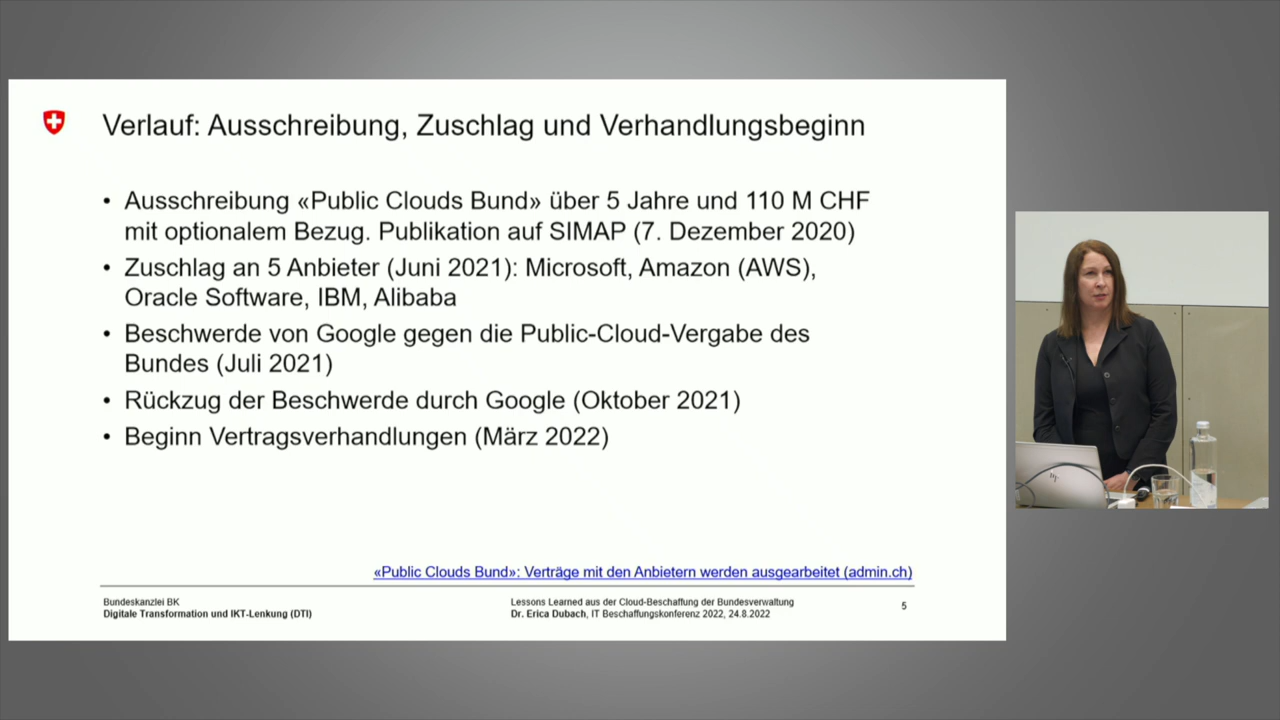 Verlauf: Ausschreibung, Zuschlag und Verhandlungsbeginn
• Ausschreibung «Public Clouds Bund» über 5 Jahre und 110 M CHF
mit optionalem Bezug. Publikation auf SIMAP (7. Dezember 2020)
• Zuschlag an 5 Anbieter (Juni 2021): Microsoft, Amazon (AWS),
Oracle Software, IBM, Alibaba
• Beschwerde von Google gegen die Public-Cloud-Vergabe des
Bundes (Juli 2021)
• Rückzug der Beschwerde durch Google (Oktober 2021)
• Beginn Vertragsverhandlungen (März 2022)
«Public Clouds Bund»: Verträge mit den Anbietern werden ausgearbeitet (admin.ch)
Bundeskanzlei BK
Digitale Transformation und IKT-Lenkung (DTI)
Lessons Learned aus der Cloud-Beschaffung der Bundesverwaltung
Dr. Erica Dubach, IT Beschaffungskonferenz 2022, 24.8.2022
5